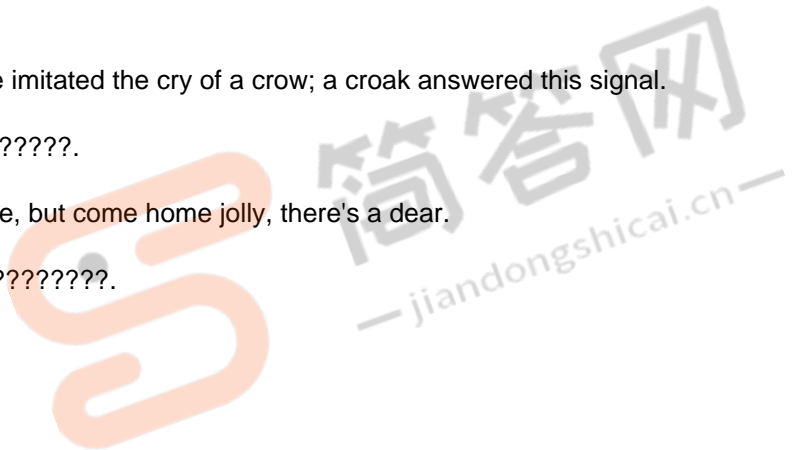 e imitated the cry of a crow; a croak answered this signal.
?????.
e, but come home jolly, there's a dear.
????????.
简答网
jiandongshicai.cn